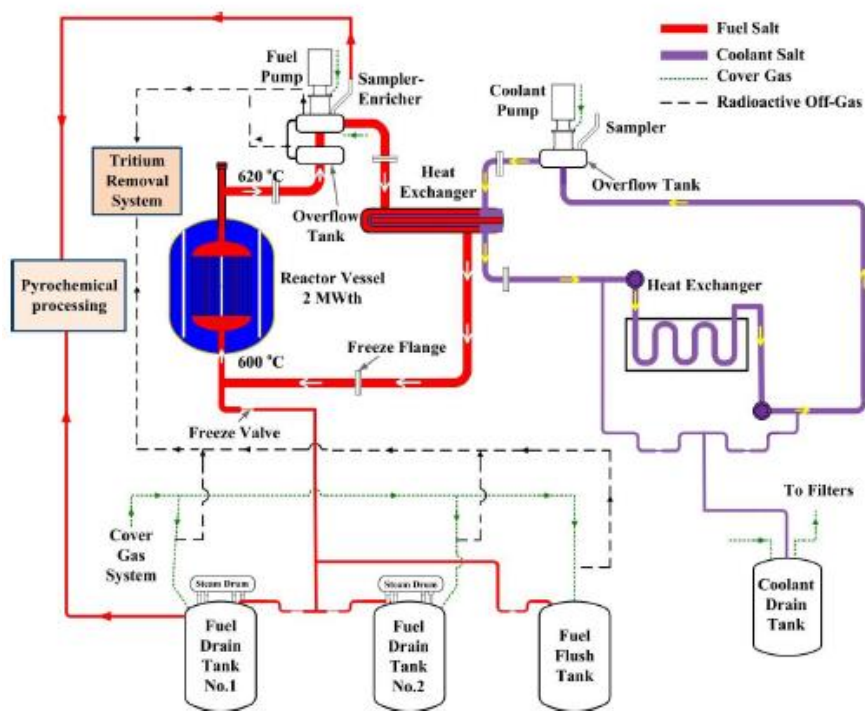 Fuel
Pump
Sampler-
Enricher
Coolant
Pump
Sampler
Fuel Salt
Coolant Salt
Cover Gas
Radioactive Off-Gas
Tritium
Removal
System
620 °C
Overflow
Tank
Heat
Exchanger
Overflow Tank
Pyrochemical
processing
Reactor Vessel
2 MWth
Heat Exchanger
600 °C
Freeze Flange
Freeze Valve
Cover
Gas
System
To Filters
Steam Drum
Steam Drum
Fuel
Drain
Tank
No.1
Fuel
Drain
Tank
No.2
Fuel
Flush
Tank
Coolant
Drain
Tank